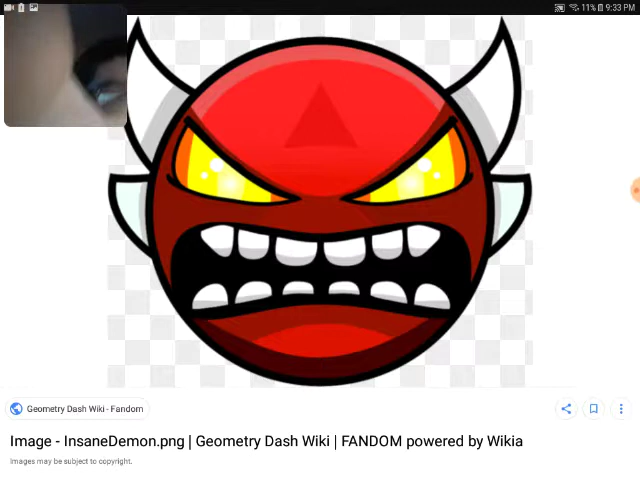 11% 9:33 PM
Geometry Dash Wiki - Fandom
Image - InsaneDemon.png | Geometry Dash Wiki | FANDOM powered by Wikia
Images may be subject to copyright.